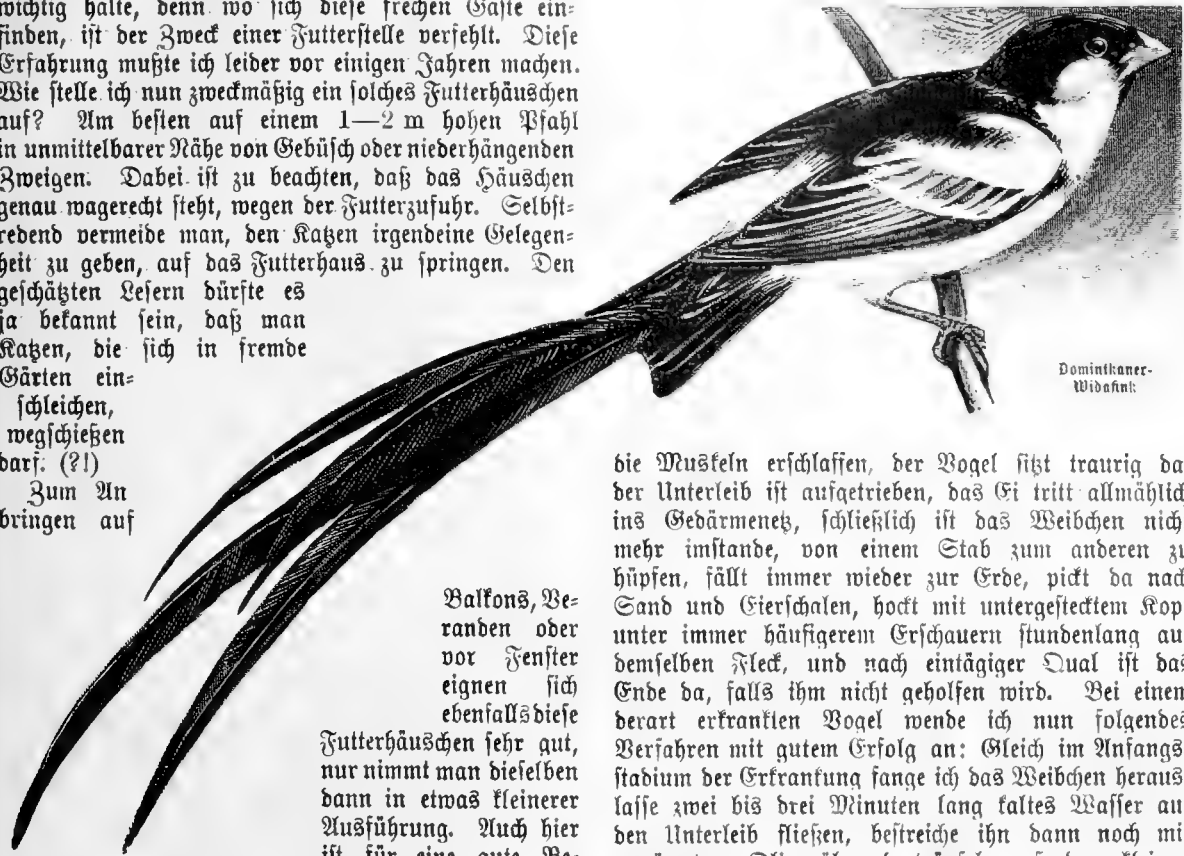 wichtig halte, denn wo sich diese frechen Gäste ein-
finden, ist der Zweck einer Futterstelle verfehlt. Diese
Erfahrung mußte ich leider vor einigen Jahren machen.
Wie stelle ich nun zweckmäßig ein solches Futterhäuschen
auf? Am besten auf einem 1—2 m hohen Pfahl
in unmittelbarer Nähe von Gebüsch oder niederhängenden
Zweigen. Dabei ist zu beachten, daß das Häuschen
genau wagerecht steht, wegen der Futterzufuhr. Selbst-
redend vermeide man, den Katzen irgendeine Gelegen-
heit zu geben, auf das Futterhaus zu springen. Den
geschätzten Lesern dürfte es
ja bekannt sein, daß man
Katzen, die sich in fremde
Gärten ein-
schleichen,
wegschießen
darf. (?!)
Zum An
bringen auf
Balkons, Ve-
randen oder
vor Fenster
eignen sich
ebenfalls diese
Futterhäuschen sehr gut,
nur nimmt man dieselben
dann in etwas kleinerer
Ausführung. Auch hier
ist für eine gute Be-
Dominikaner-
Widafink
die Muskeln erschlaffen, der Vogel sitzt traurig da
der Unterleib ist aufgetrieben, das Ei tritt allmählich
ins Gedärmenetz, schließlich ist das Weibchen nich
mehr imstande, von einem Stab zum anderen zu
hüpfen, fällt immer wieder zur Erde, pickt da nach
Sand und Eierschalen, hockt mit untergestecktem Kop
unter immer häufigerem Erschauern stundenlang au
demselben Fleck, und nach eintägiger Qual ist das
Ende da, falls ihm nicht geholfen wird. Bei einem
derart erkrankten Vogel wende ich nun folgendes
Verfahren mit gutem Erfolg an: Gleich im Anfangs
stadium der Erkrankung fange ich das Weibchen heraus
lasse zwei bis drei Minuten lang kaltes Wasser au
den Unterleib fließen, bestreiche ihn dann noch mi